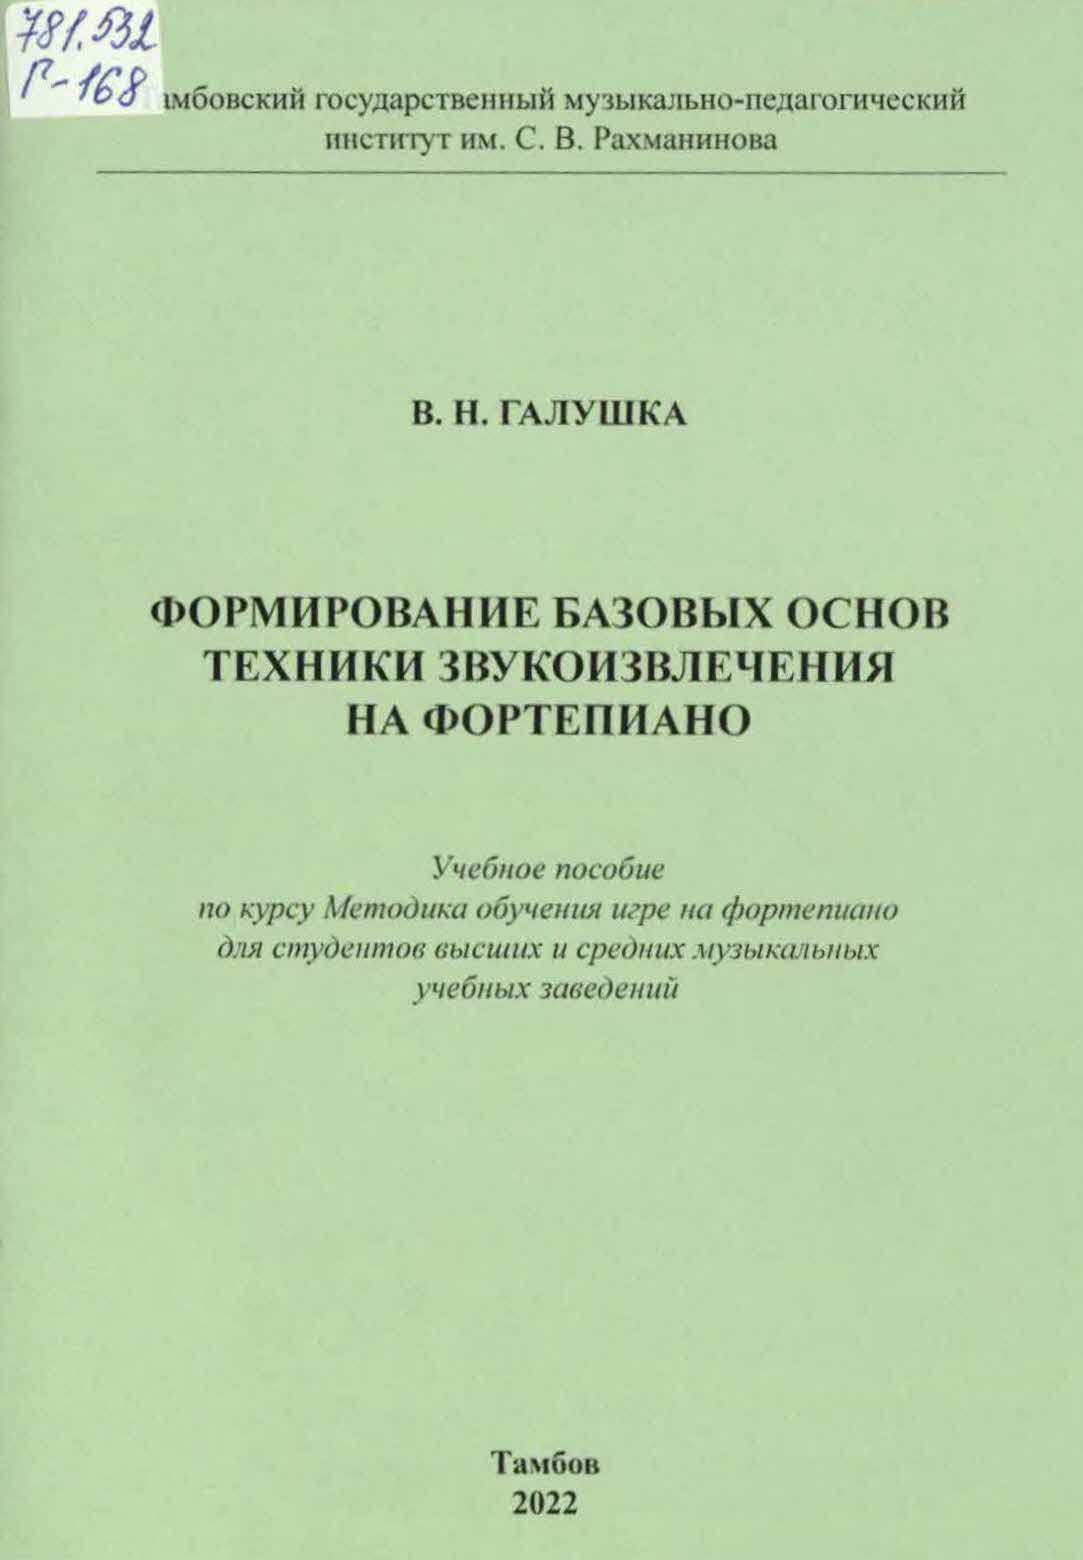 781.532
Г-168
амбовский государственный музыкально-педагогический
институт им. С. В. Рахманинова
В. Н. ГАЛУШКА
ФОРМИРОВАНИЕ БАЗОВЫХ ОСНОВ
ТЕХНИКИ ЗВУКОИЗВЛЕЧЕНИЯ
НА ФОРТЕПИАНО
Учебное пособие
по курсу Методика обучения игре на фортепиано
для студентов высших и средних музыкальных
учебных заведений
Тамбов
2022